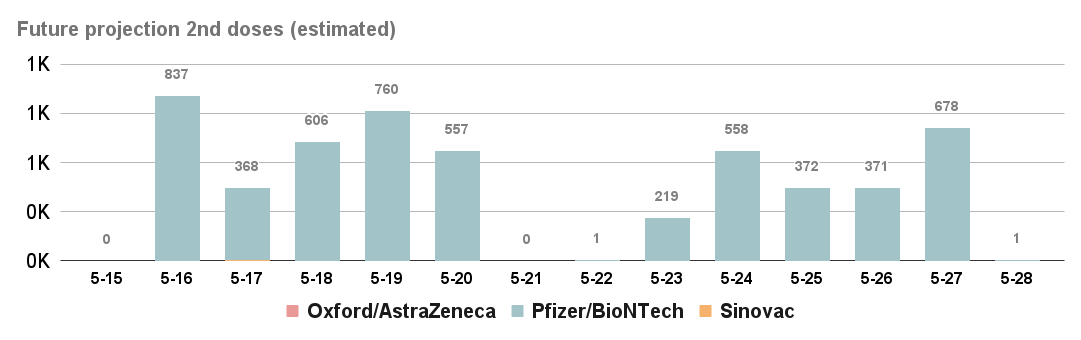 Future projection 2nd doses (estimated)
1K
837
760
678
1K
606
557
558
1K
368
372
371
219
0K
0
0
1
1
0K
5-15 5-16 5-17 5-18 5-19 5-20 5-21 5-22 5-23 5-24 5-25 5-26 5-27 5-28
Oxford/AstraZeneca Pfizer/BioNTech Sinovac